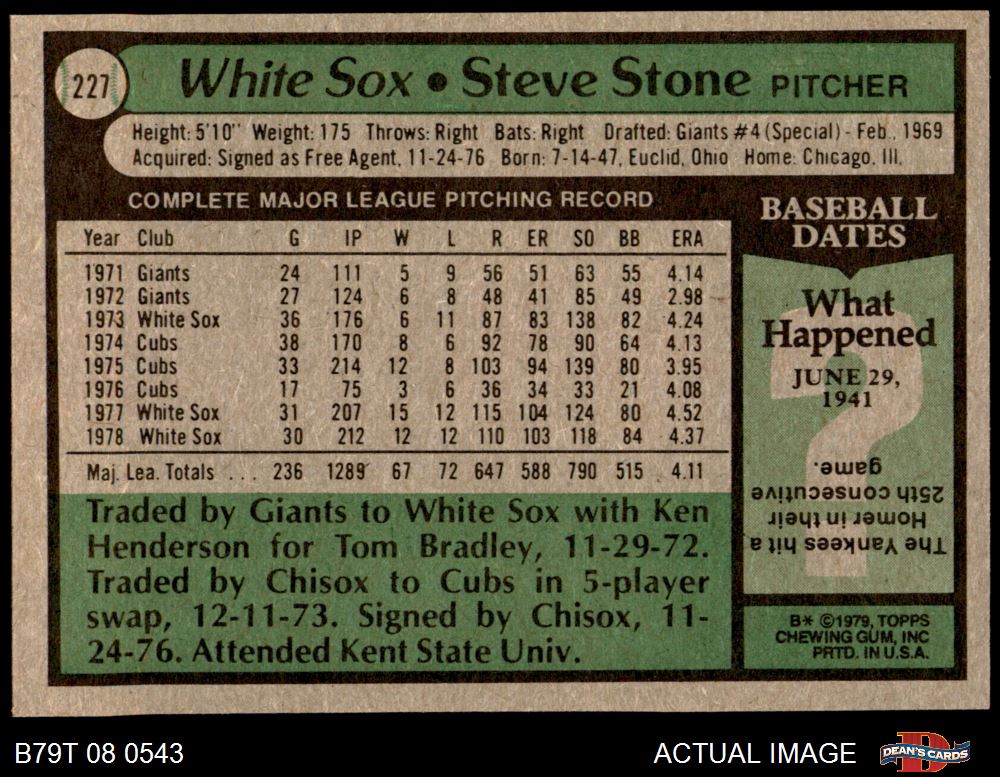 227
White Sox • Steve Stone PITCHER
Height: 5'10" Weight: 175 Throws: Right Bats: Right Drafted: Giants #4 (Special) - Feb., 1969
Acquired: Signed as Free Agent, 11-24-76 Born: 7-14-47, Euclid, Ohio Home: Chicago, Ill.
COMPLETE MAJOR LEAGUE PITCHING RECORD
Year Club G IP W L R ER SO BB ERA
1971 Giants 24 111 5 9 56 51 63 55 4.14
1972 Giants 27 124 6 8 48 41 85 49 2.98
1973 White Sox 36 176 6 11 87 83 138 82 4.24
1974 Cubs 38 170 8 6 92 78 90 64 4.13
1975 Cubs 33 214 12 8 103 94 139 80 3.95
1976 Cubs 17 75 3 6 36 34 33 21 4.08
1977 White Sox 31 207 15 12 115 104 124 80 4.52
1978 White Sox 30 212 12 12 110 103 118 84 4.37
Maj. Lea. Totals ... 236 1289 67 72 647 588 790 515 4.11
Traded by Giants to White Sox with Ken
Henderson for Tom Bradley, 11-29-72.
Traded by Chisox to Cubs in 5-player
swap, 12-11-73. Signed by Chisox, 11-
24-76. Attended Kent State Univ.
BASEBALL
DATES
What
Happened
JUNE 29,
1941
The Yankees hit a
Homer in their
25th consecutive
game.
B* ©1979, TOPPS
CHEWING GUM, INC
PRTD. IN U.S.A.
B79T 08 0543
ACTUAL IMAGE
D
DEAN'S CARDS